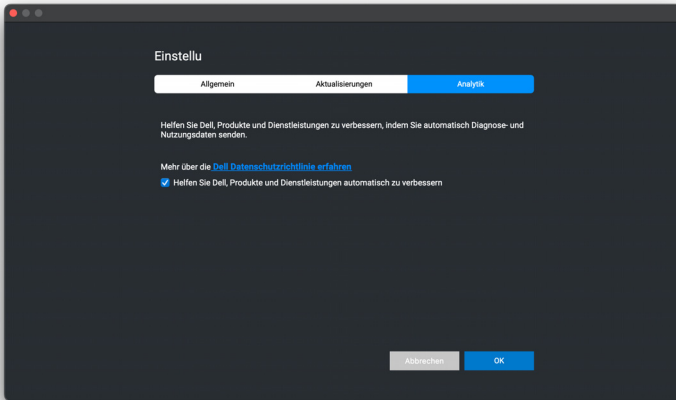 Einstellu
Allgemein
Aktualisierungen
Analytik
Helfen Sie Dell, Produkte und Dienstleistungen zu verbessern, indem Sie automatisch Diagnose- und
Nutzungsdaten senden.
Mehr über die Dell Datenschutzrichtlinie erfahren
Helfen Sie Dell, Produkte und Dienstleistungen automatisch zu verbessern
Abbrechen
OK